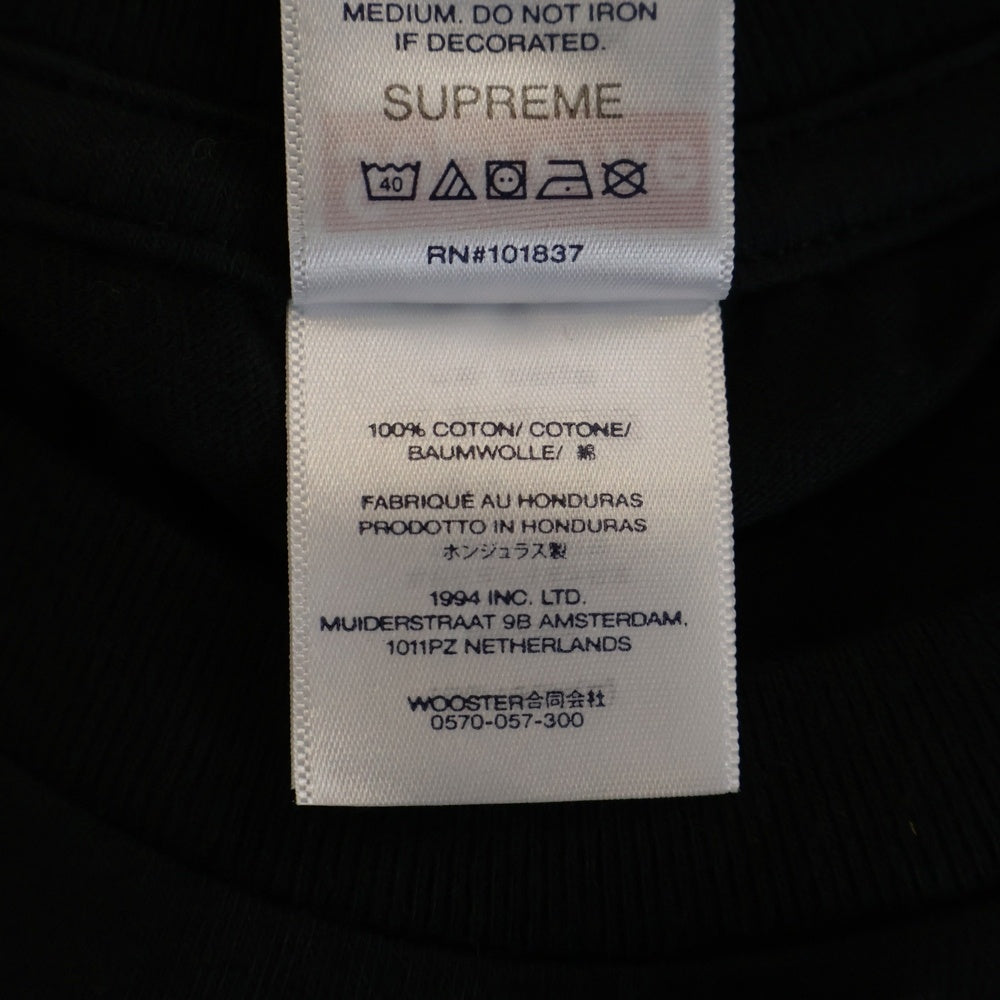 MEDIUM. DO NOT IRON
IF DECORATED.
SUPREME
40
RN#101837
100% COTON/ COTONE/
BAUMWOLLE/ 綿
FABRIQUÉ AU HONDURAS
PRODOTTO IN HONDURAS
ホンジュラス製
1994 INC. LTD.
MUIDERSTRAAT 9B AMSTERDAM,
1011PZ NETHERLANDS
WOOSTER合同会社
0570-057-300